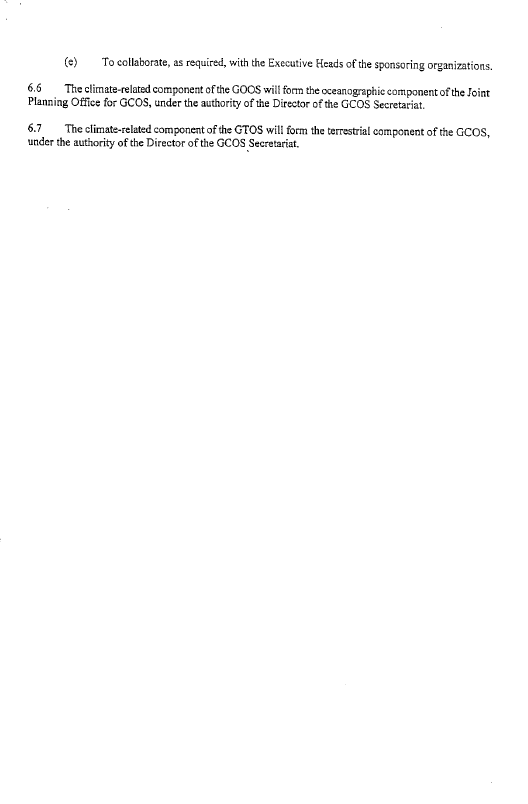 (e) To collaborate, as required, with the Executive Heads of the sponsoring organizations.
6.6 The climate-related component of the GOOS will form the oceanographic component of the Joint
Planning Office for GCOS, under the authority of the Director of the GCOS Secretariat.
6.7 The climate-related component of the GTOS will form the terrestrial component of the GCOS,
under the authority of the Director of the GCOS Secretariat.